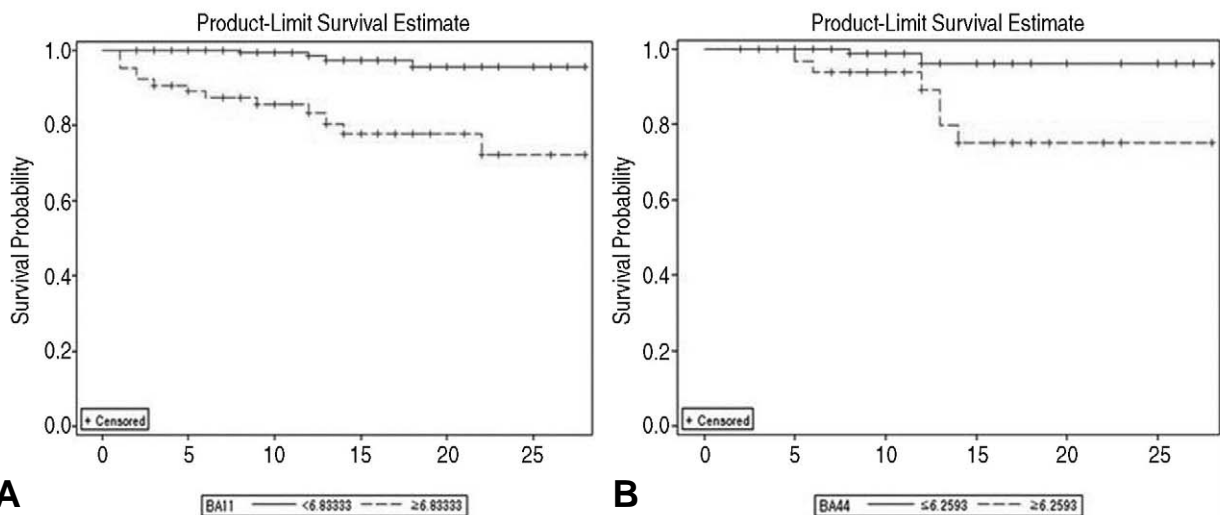 Product-Limit Survival Estimate
1.0
0.8
0.6
0.4
0.2
0.0
Survival Probability
+ Censored
0 5 10 15 20 25
A
BA11 <6.83333 ≥6.83333
Product-Limit Survival Estimate
1.0
0.8
0.6
0.4
0.2
0.0
Survival Probability
+ Censored
0 5 10 15 20 25
B
BA44 ≤6.2593 ≥6.2593